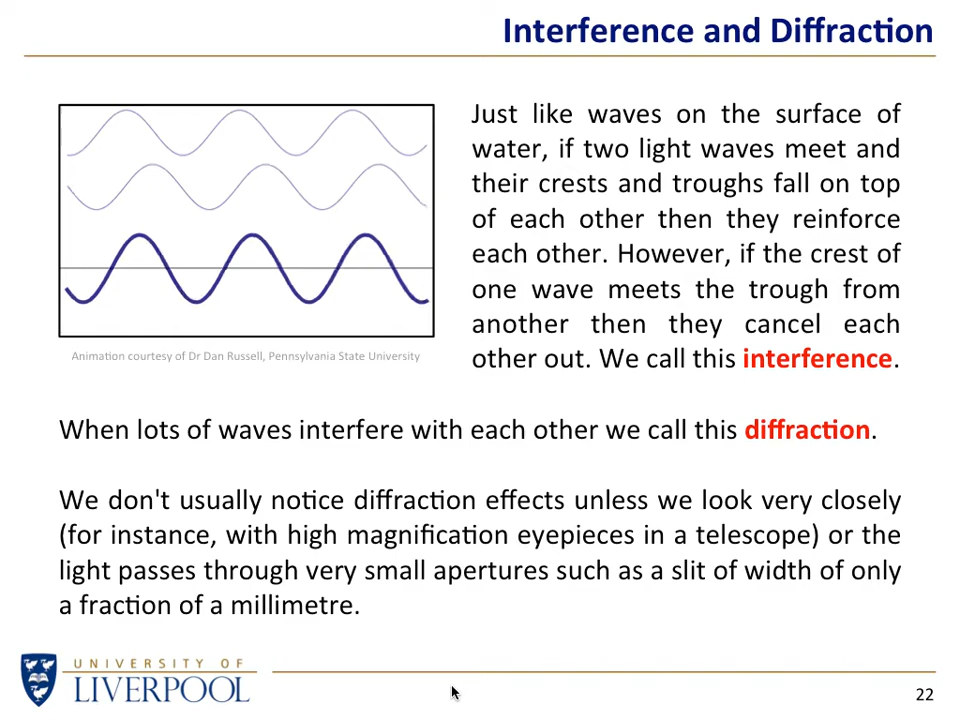 Interference and Diffraction
Just like waves on the surface of
water, if two light waves meet and
their crests and troughs fall on top
of each other then they reinforce
each other. However, if the crest of
one wave meets the trough from
another then they cancel each
other out. We call this interference.
Animation courtesy of Dr Dan Russell, Pennsylvania State University
When lots of waves interfere with each other we call this diffraction.
We don't usually notice diffraction effects unless we look very closely
(for instance, with high magnification eyepieces in a telescope) or the
light passes through very small apertures such as a slit of width of only
a fraction of a millimetre.
UNIVERSITY OF
LIVERPOOL
22